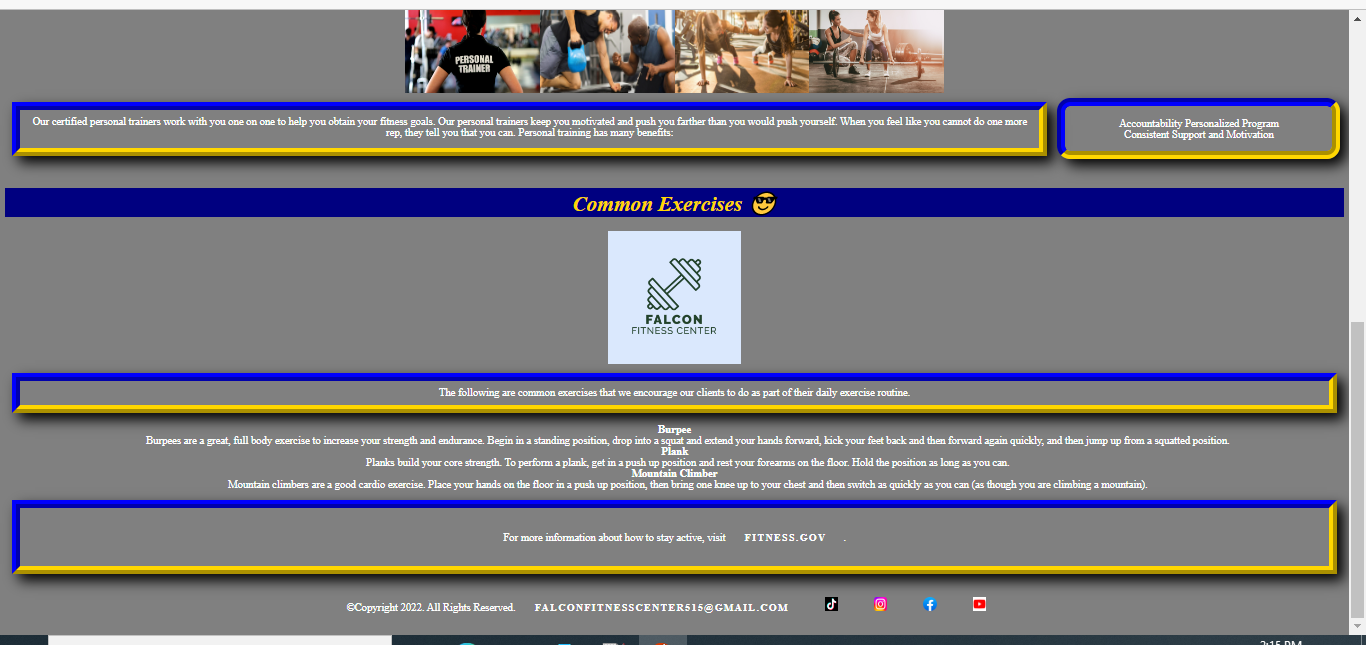 PERSONAL
TRAINER
Our certified personal trainers work with you one on one to help you obtain your fitness goals. Our personal trainers keep you motivated and push you farther than you would push yourself. When you feel like you cannot do one more
rep, they tell you that you can. Personal training has many benefits:
Accountability Personalized Program
Consistent Support and Motivation
Common Exercises 😎
FALCON
FITNESS CENTER
The following are common exercises that we encourage our clients to do as part of their daily exercise routine.
Burpee
Burpees are a great, full body exercise to increase your strength and endurance. Begin in a standing position, drop into a squat and extend your hands forward, kick your feet back and then forward again quickly, and then jump up from a squatted position.
Plank
Planks build your core strength. To perform a plank, get in a push up position and rest your forearms on the floor. Hold the position as long as you can.
Mountain Climber
Mountain climbers are a good cardio exercise. Place your hands on the floor in a push up position, then bring one knee up to your chest and then switch as quickly as you can (as though you are climbing a mountain).
For more information about how to stay active, visit FITNESS.GOV .
©Copyright 2022. All Rights Reserved. FALCONFITNESSCENTER515@GMAIL.COM
2:15 PM